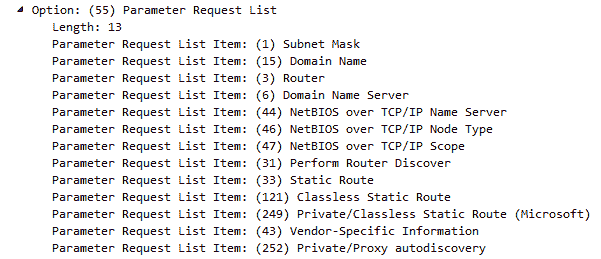 Option: (55) Parameter Request List
Length: 13
Parameter Request List Item: (1) Subnet Mask
Parameter Request List Item: (15) Domain Name
Parameter Request List Item: (3) Router
Parameter Request List Item: (6) Domain Name Server
Parameter Request List Item: (44) NetBIOS over TCP/IP Name Server
Parameter Request List Item: (46) NetBIOS over TCP/IP Node Type
Parameter Request List Item: (47) NetBIOS over TCP/IP Scope
Parameter Request List Item: (31) Perform Router Discover
Parameter Request List Item: (33) Static Route
Parameter Request List Item: (121) Classless Static Route
Parameter Request List Item: (249) Private/Classless Static Route (Microsoft)
Parameter Request List Item: (43) Vendor-Specific Information
Parameter Request List Item: (252) Private/Proxy autodiscovery